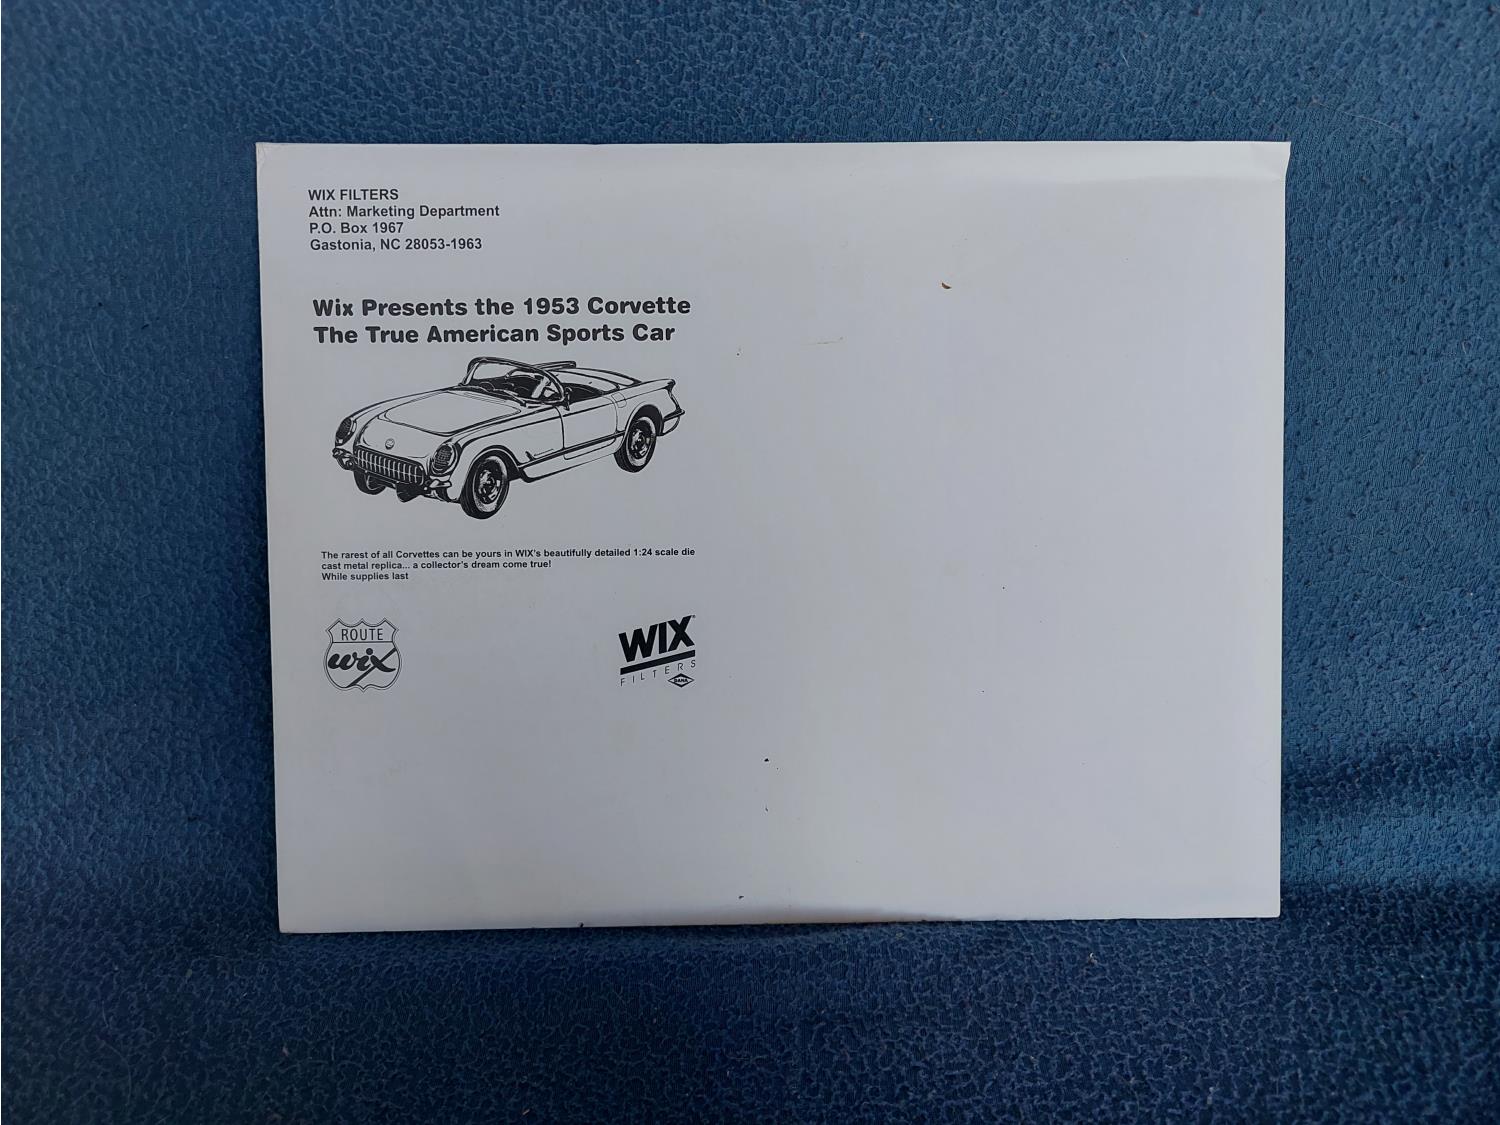 WIX FILTERS
Attn: Marketing Department
P.O. Box 1967
Gastonia, NC 28053-1963
Wix Presents the 1953 Corvette
The True American Sports Car
The rarest of all Corvettes can be yours in WIX's beautifully detailed 1:24 scale die
cast metal replica... a collector's dream come true!
While supplies last
ROUTE
wix
WIX
FILTERS
DANA